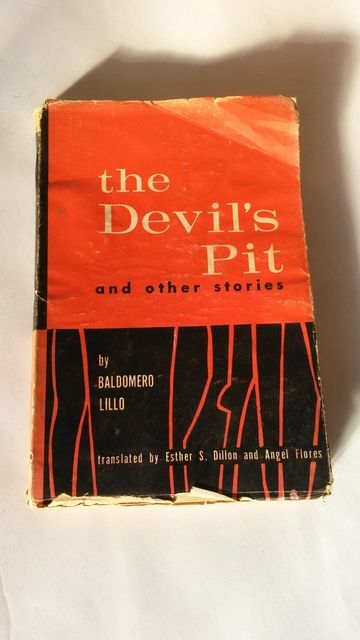 the
Devil's
Pit
and other stories
by
BALDOMERO
LILLO
translated by Esther S. Dillon and Angel Flores